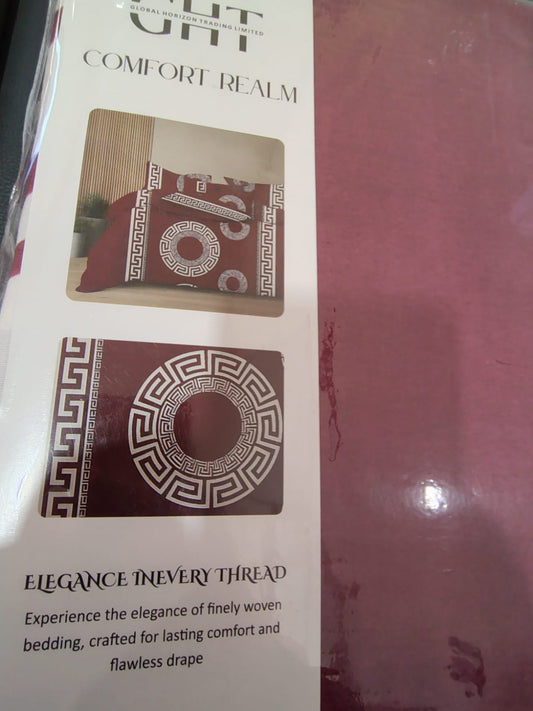 GHT
GLOBAL HORIZON TRADING LIMITED
COMFORT REALM
ELEGANCE INEVERY THREAD
Experience the elegance of finely woven
bedding, crafted for lasting comfort and
flawless drape